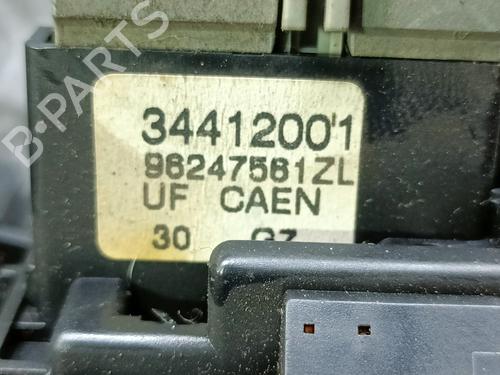 34412001
96247561ZL
UF CAEN
30
B-PARTS